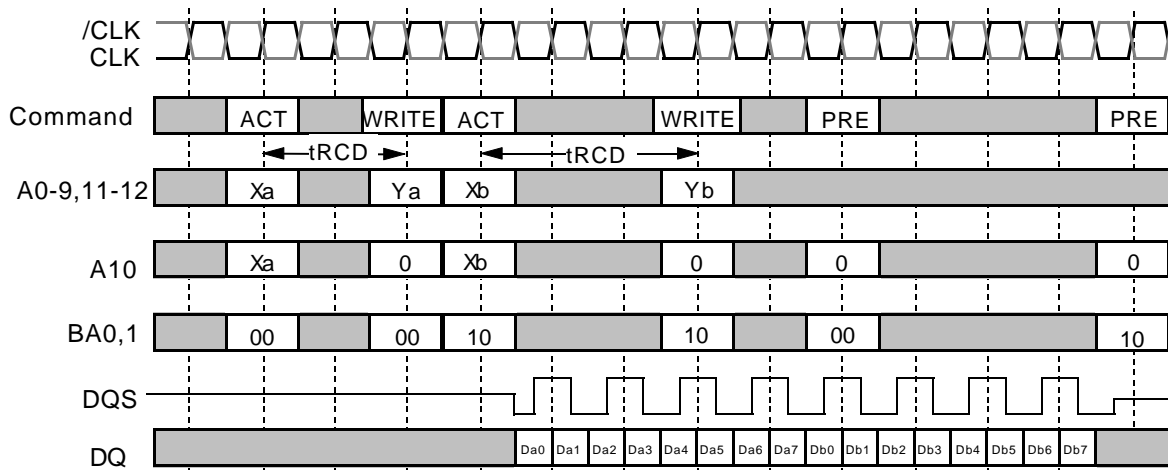 /CLK
CLK
Command ACT WRITE ACT WRITE PRE PRE
tRCD tRCD
A0-9,11-12 Xa Ya Xb Yb
A10 Xa 0 Xb 0 0 0
BA0,1 00 00 10 10 00 10
DQS
DQ Da0 Da1 Da2 Da3 Da4 Da5 Da6 Da7 Db0 Db1 Db2 Db3 Db4 Db5 Db6 Db7